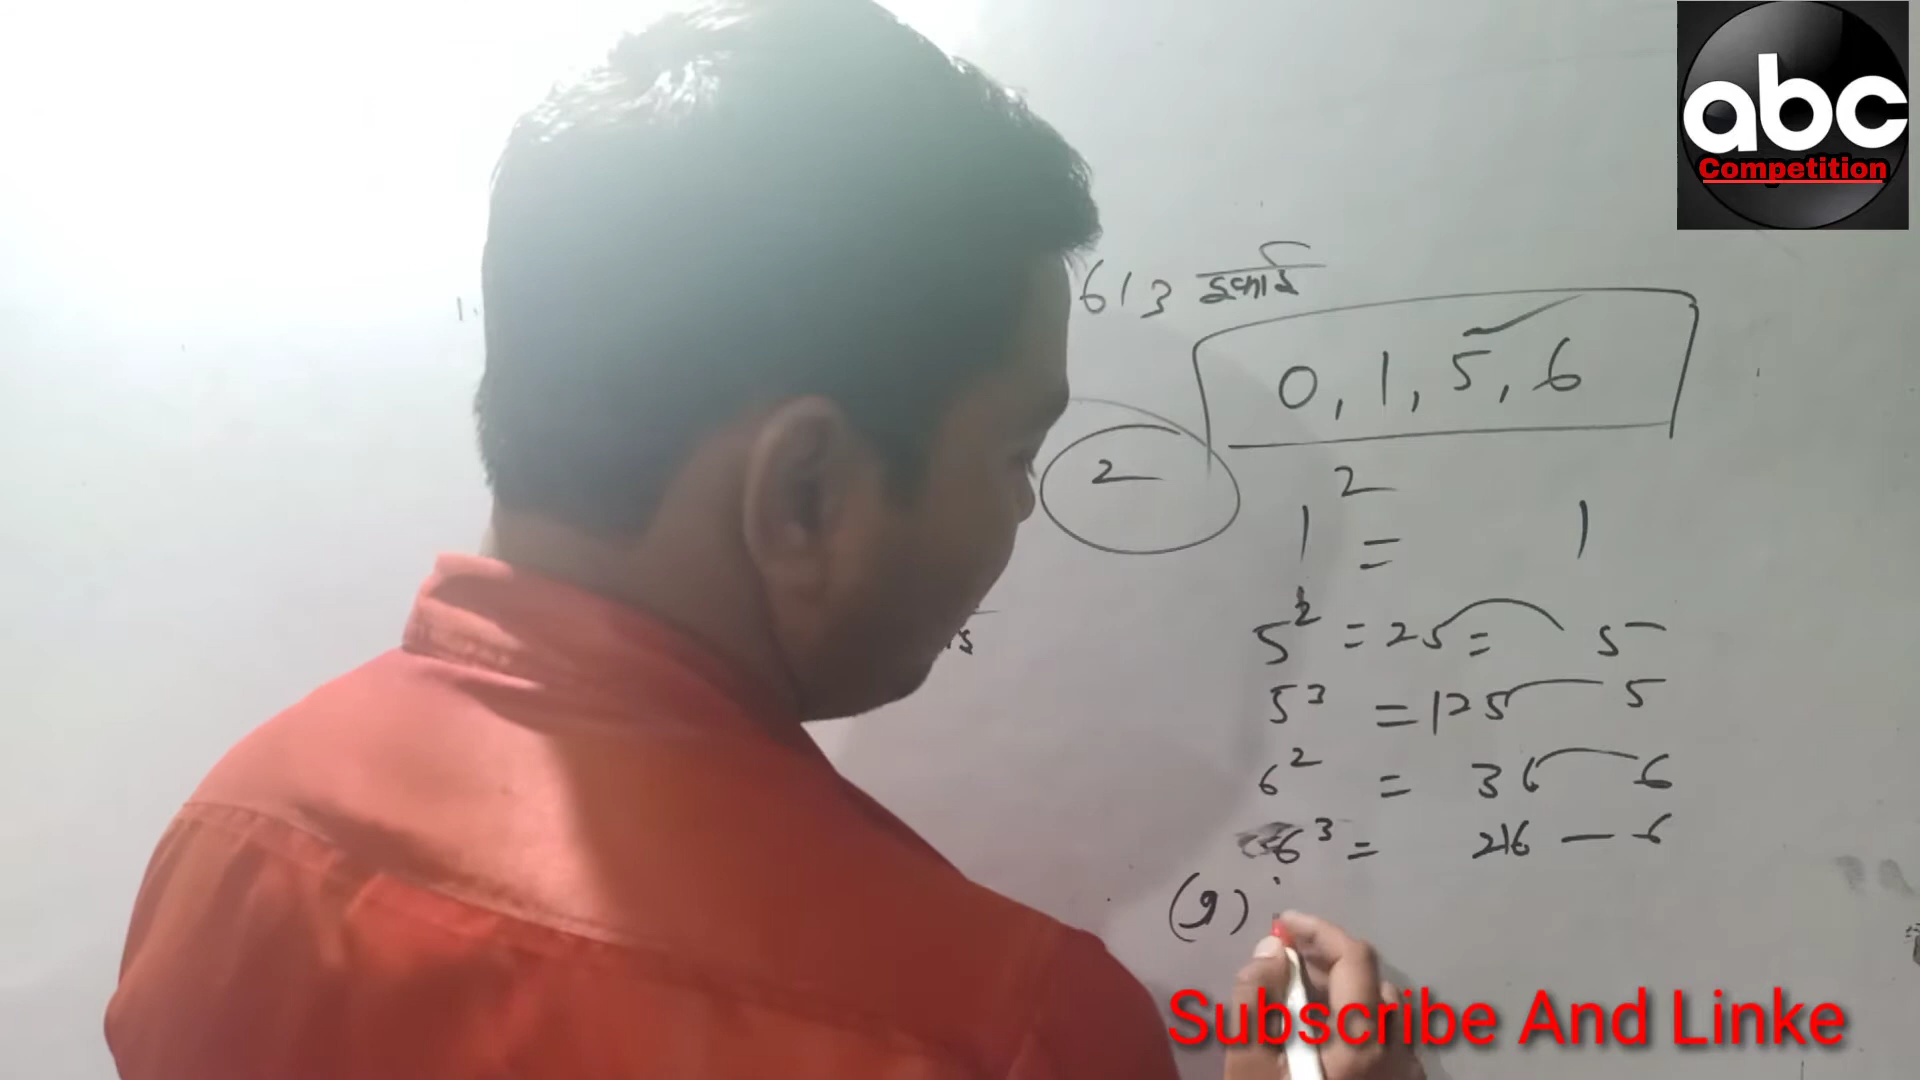 abc
Competition
613 इकाई
0, 1, 5, 6
2
1² = 1
5² = 25 = 5
5³ = 125 5
6² = 36 6
6³ = 216 — 6
(9)
Subscribe And Linke